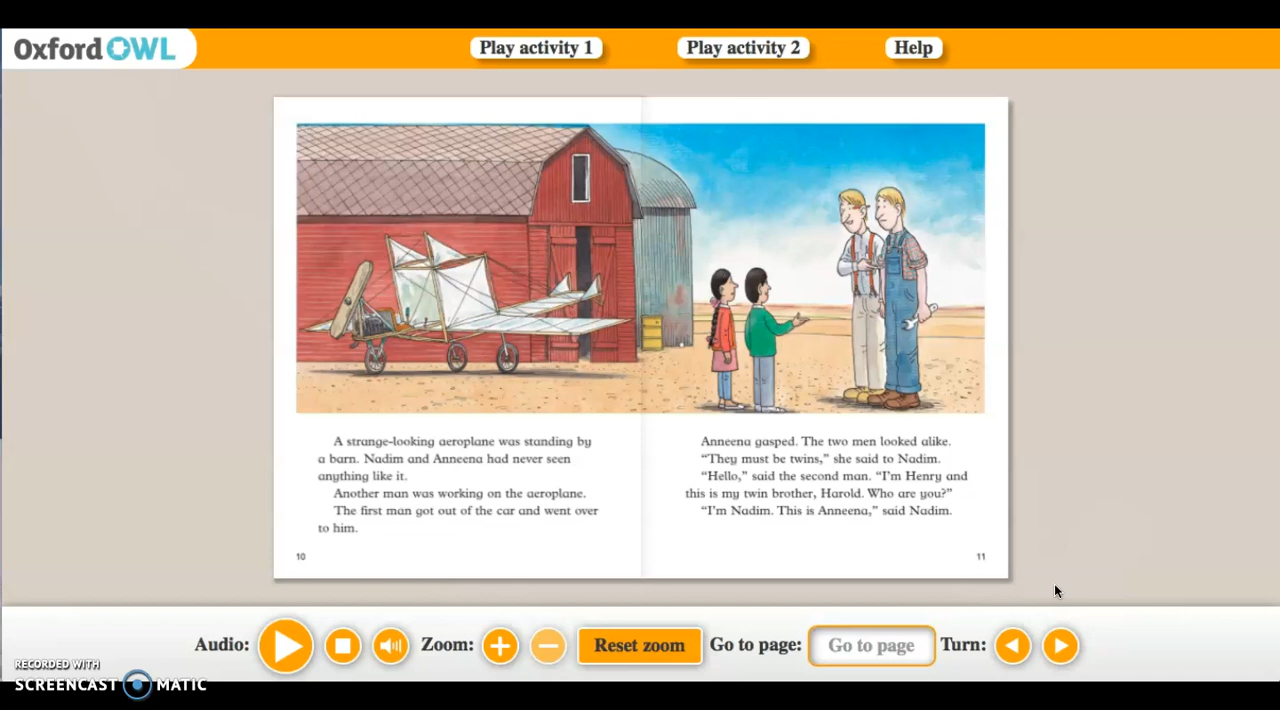 Oxford OWL
Play activity 1
Play activity 2
Help
A strange-looking aeroplane was standing by
a barn. Nadim and Anneena had never seen
anything like it.
Another man was working on the aeroplane.
The first man got out of the car and went over
to him.
10
Anneena gasped. The two men looked alike.
“They must be twins,” she said to Nadim.
“Hello,” said the second man. “I’m Henry and
this is my twin brother, Harold. Who are you?”
“I’m Nadim. This is Anneena,” said Nadim.
11
Audio:
Zoom:
Reset zoom
Go to page:
Go to page
Turn:
RECORDED WITH
SCREENCAST MATIC